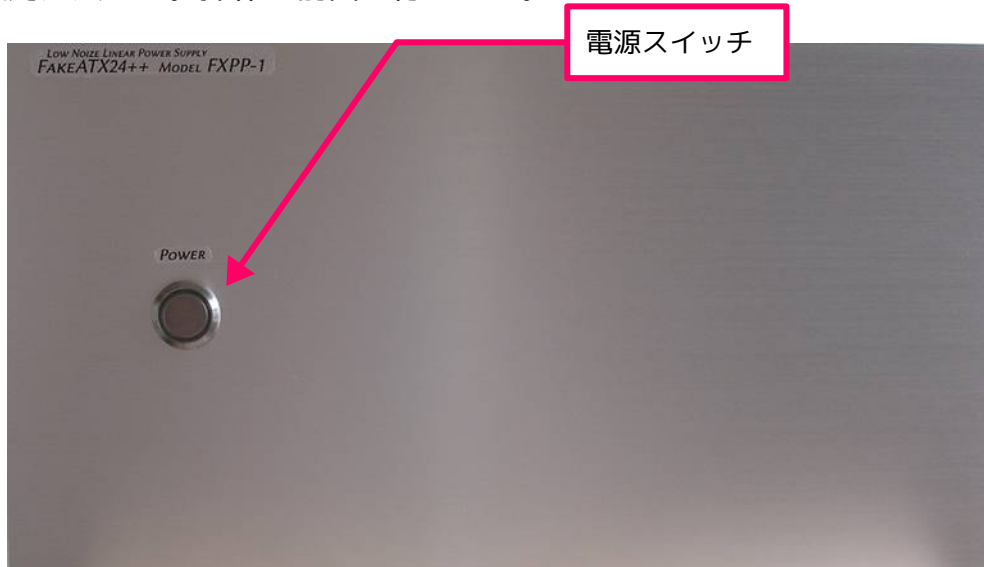 電源スイッチ
LOW NOIZE LINEAR POWER SUPPLY
FAKEATX24++ MODEL FXPP-1
POWER